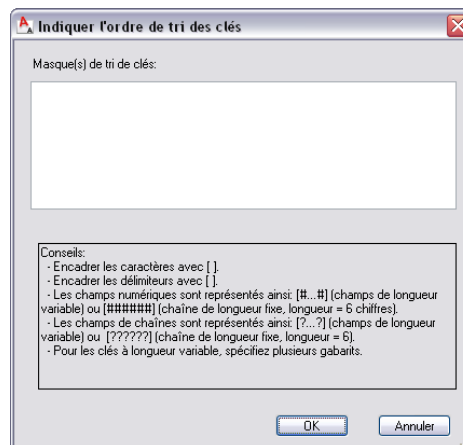 Indiquer l'ordre de tri des clés
Masque(s) de tri de clés:
Conseils:
- Encadrer les caractères avec [ ].
- Encadrer les délimiteurs avec [ ].
- Les champs numériques sont représentés ainsi: [#...#] (champs de longueur
variable) ou [######] (chaîne de longueur fixe, longueur = 6 chiffres).
- Les champs de chaînes sont représentés ainsi: [?...?] (champs de longueur
variable) ou [??????] (chaîne de longueur fixe, longueur = 6).
- Pour les clés à longueur variable, spécifiez plusieurs gabarits.
OK
Annuler